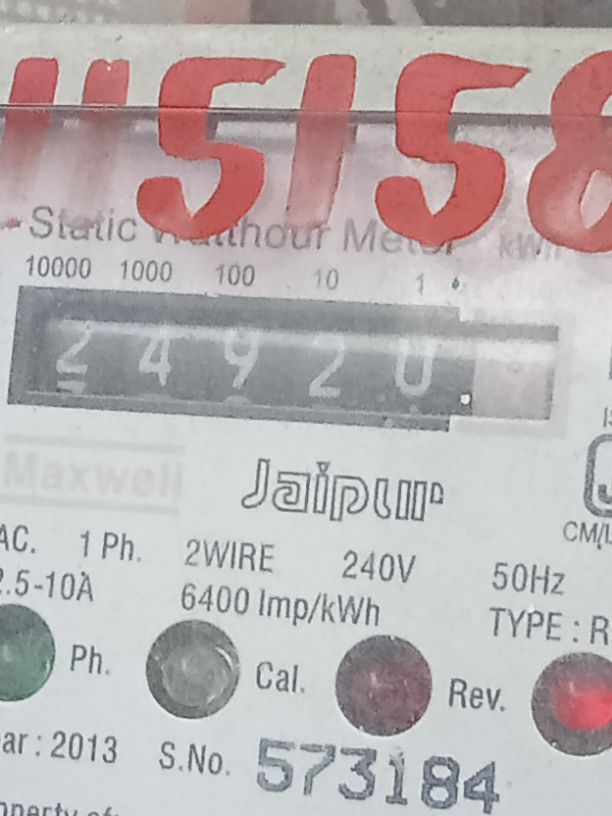 115158
Static Watthour Meter kWh
10000 1000 100 10 1
24920
Maxwell
Jaipur
AC. 1 Ph. 2WIRE 240V 50Hz
2.5-10A 6400 Imp/kWh TYPE : R
Ph. Cal. Rev.
ar : 2013 S.No. 573184